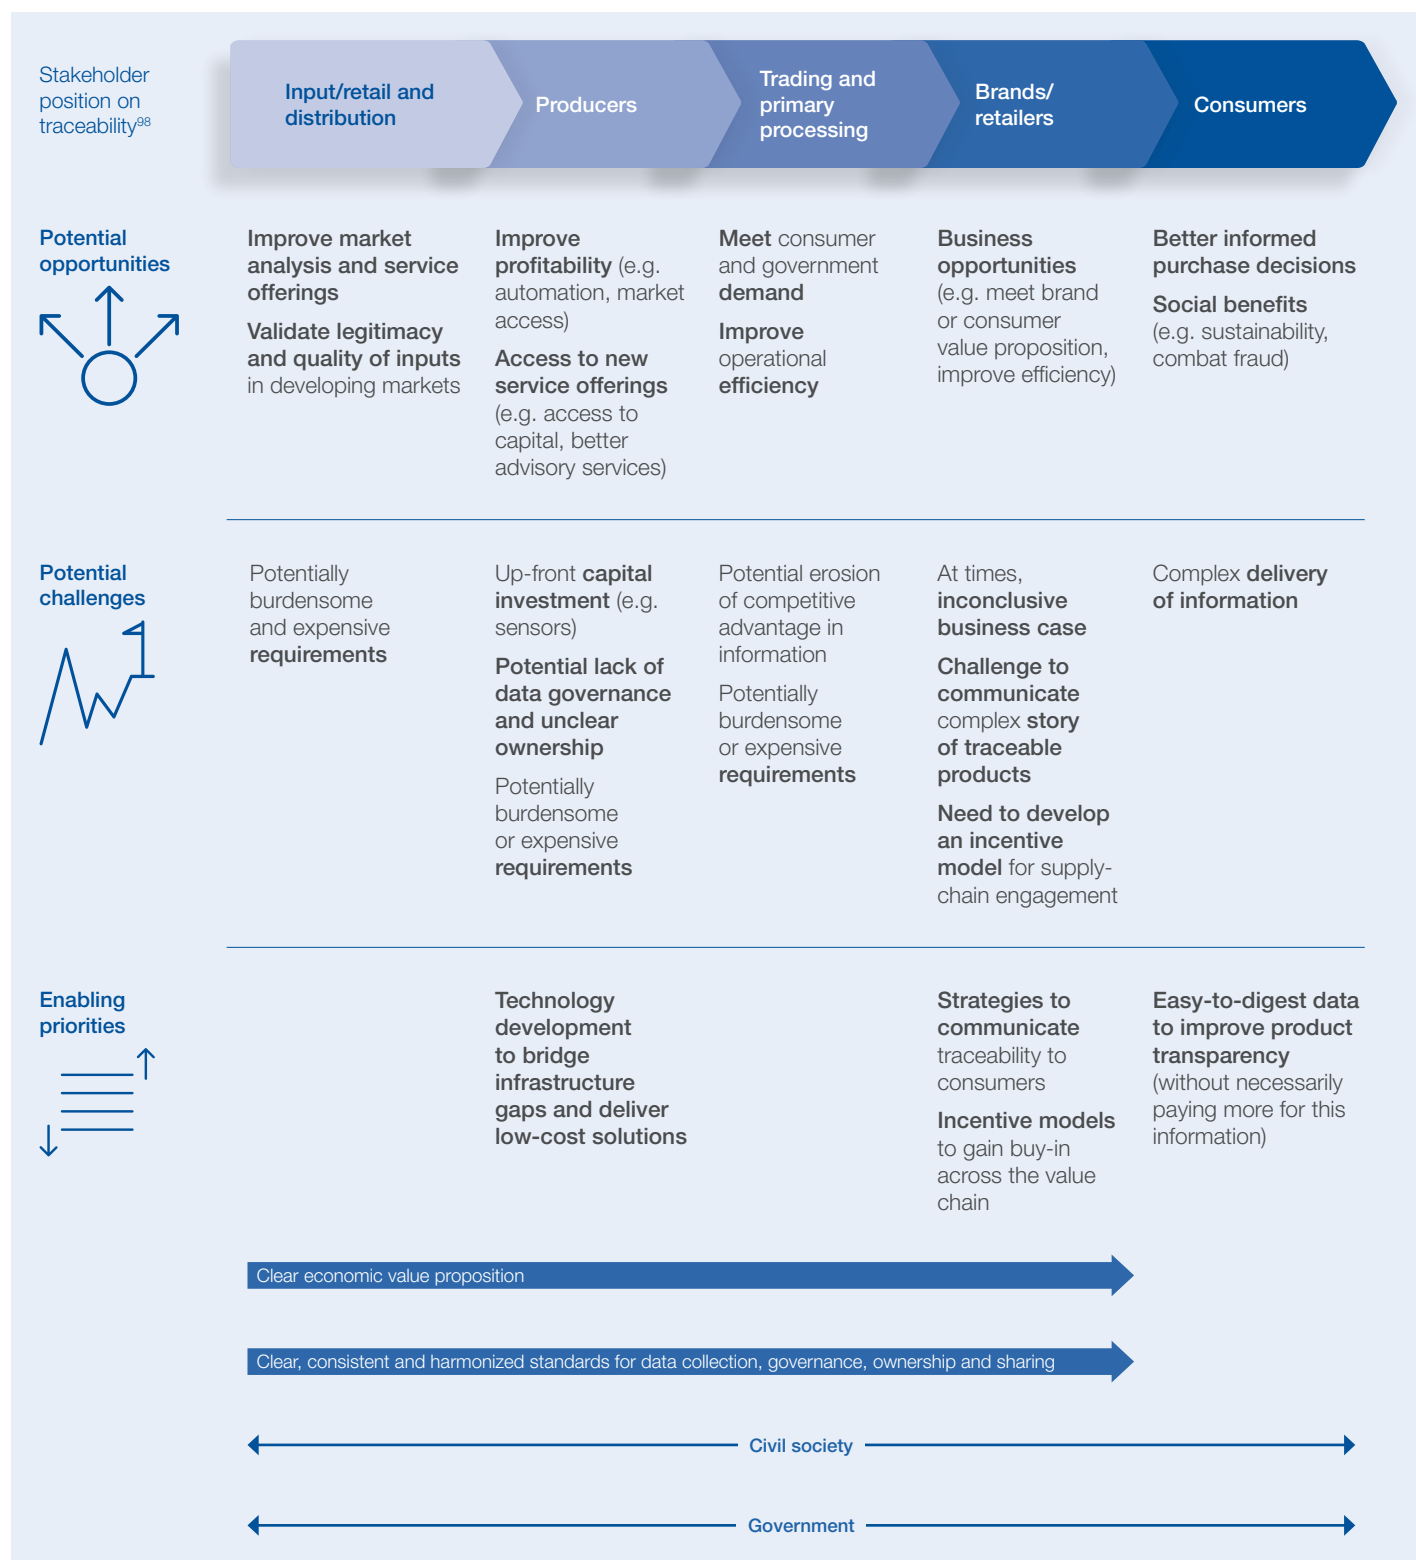 Stakeholder
position on
traceability98
Input/retail and
distribution
Producers
Trading and
primary
processing
Brands/
retailers
Consumers
Potential
opportunities
Improve market
analysis and service
offerings
Validate legitimacy
and quality of inputs
in developing markets
Improve
profitability (e.g.
automation, market
access)
Access to new
service offerings
(e.g. access to
capital, better
advisory services)
Meet consumer
and government
demand
Improve
operational
efficiency
Business
opportunities
(e.g. meet brand
or consumer
value proposition,
improve efficiency)
Better informed
purchase decisions
Social benefits
(e.g. sustainability,
combat fraud)
Potential
challenges
Potentially
burdensome
and expensive
requirements
Up-front capital
investment (e.g.
sensors)
Potential lack of
data governance
and unclear
ownership
Potentially
burdensome
or expensive
requirements
Potential erosion
of competitive
advantage in
information
Potentially
burdensome
or expensive
requirements
At times,
inconclusive
business case
Challenge to
communicate
complex story
of traceable
products
Need to develop
an incentive
model for supply-
chain engagement
Complex delivery
of information
Enabling
priorities
Technology
development
to bridge
infrastructure
gaps and deliver
low-cost solutions
Strategies to
communicate
traceability to
consumers
Incentive models
to gain buy-in
across the value
chain
Easy-to-digest data
to improve product
transparency
(without necessarily
paying more for this
information)
Clear economic value proposition
Clear, consistent and harmonized standards for data collection, governance, ownership and sharing
Civil society
Government